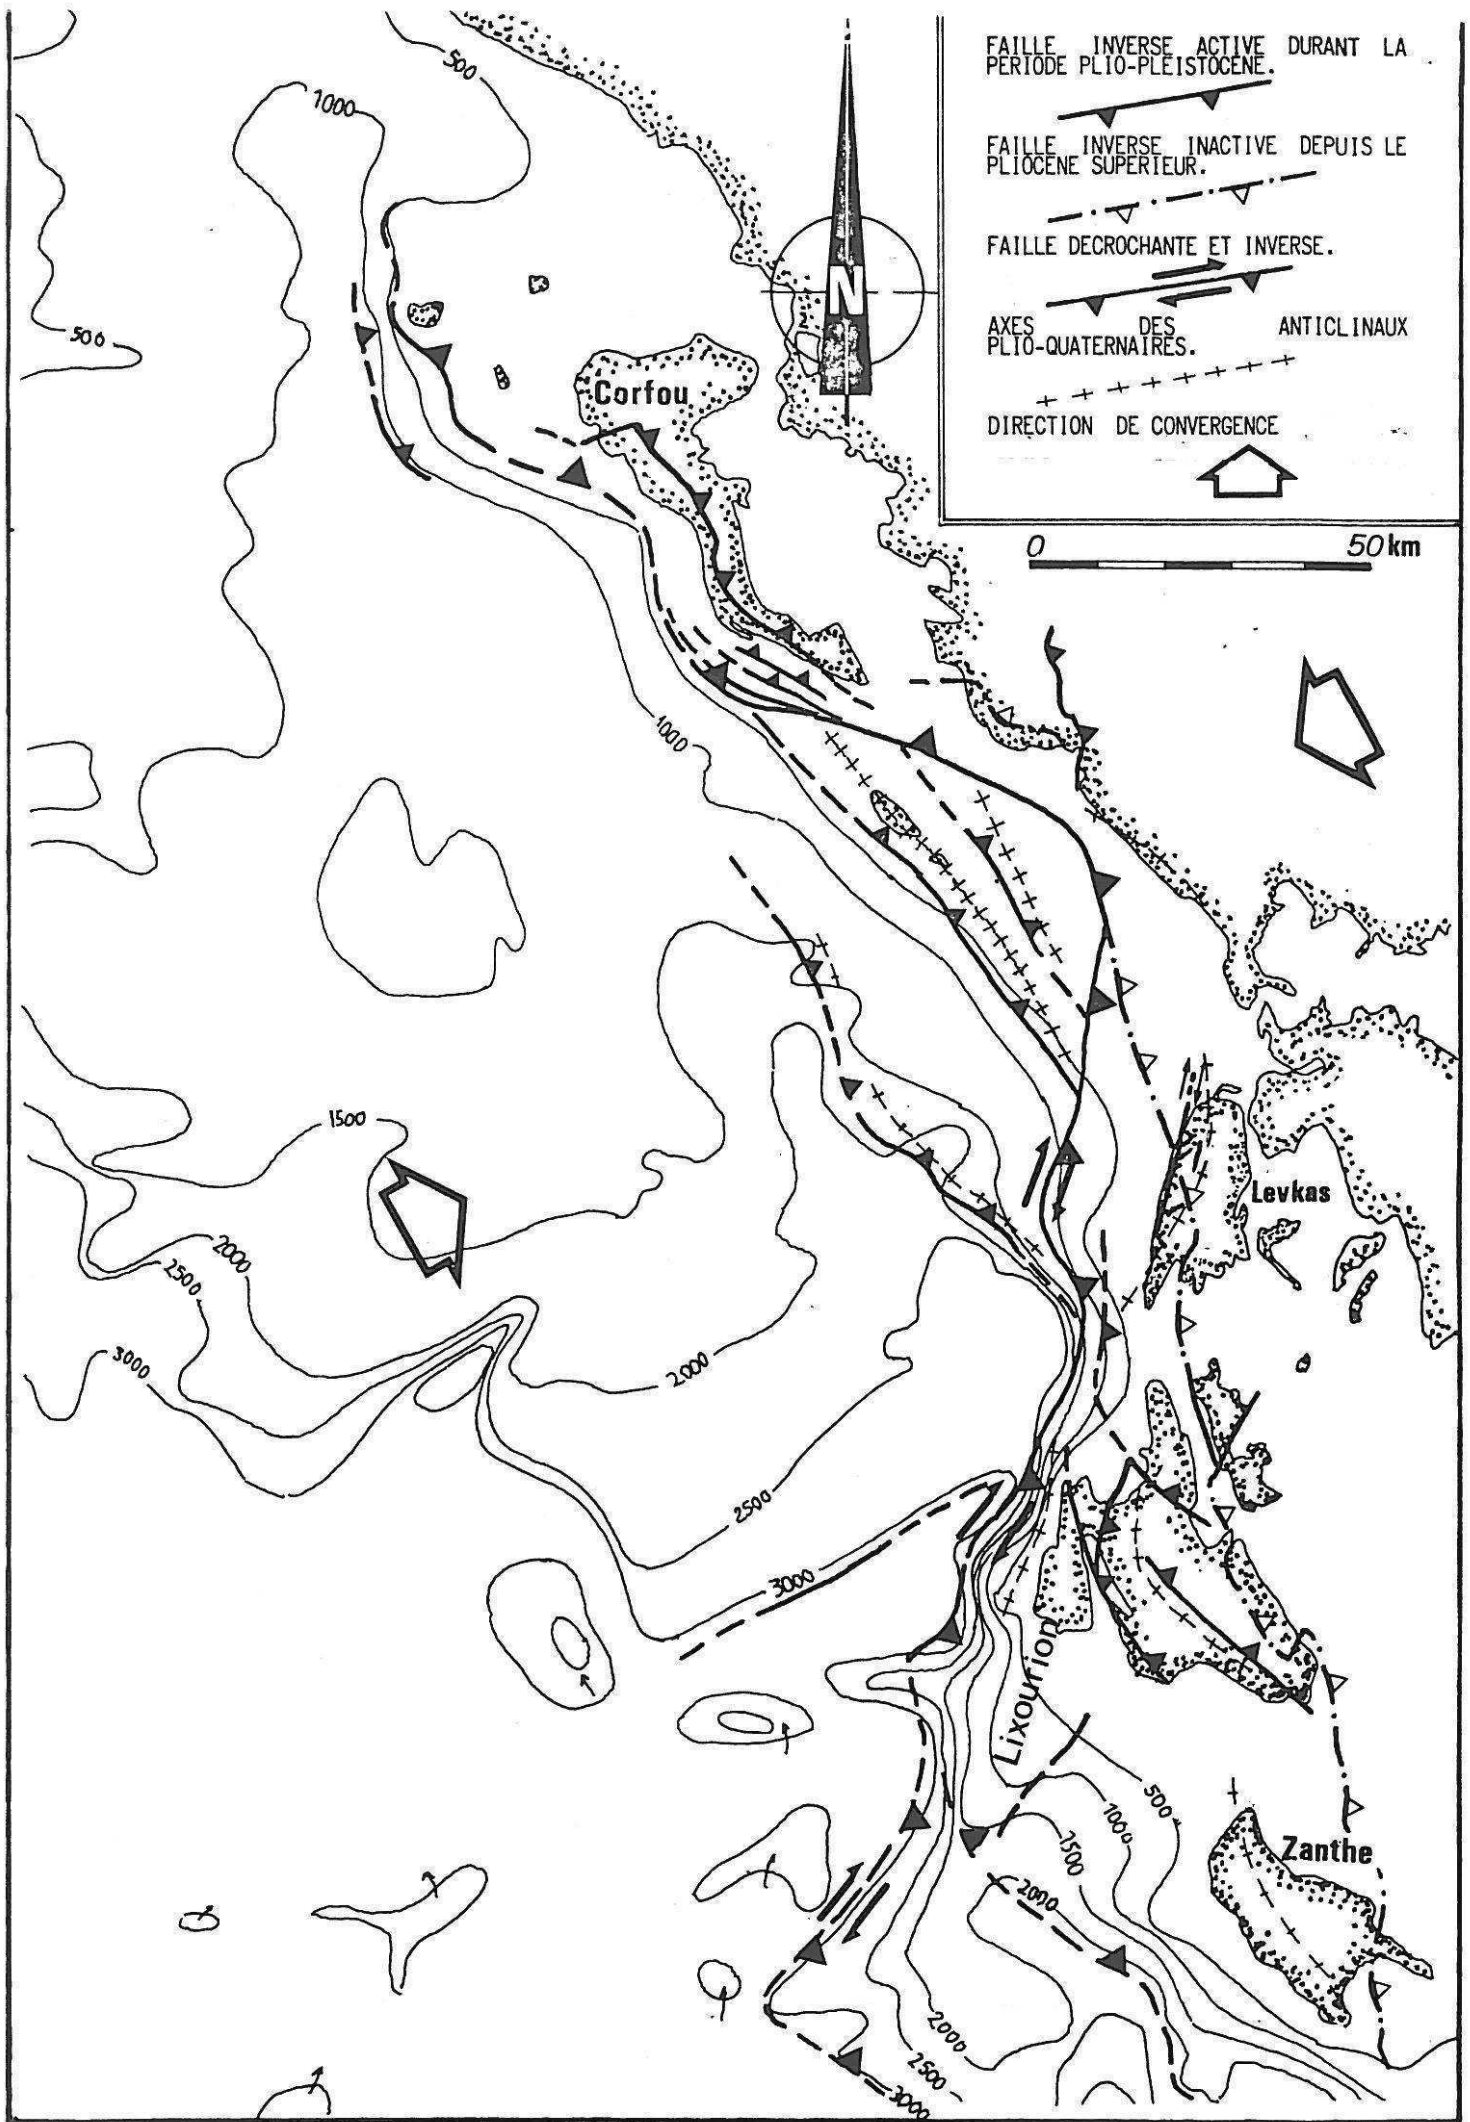 FAILLE INVERSE ACTIVE DURANT LA
PERIODE PLIO-PLEISTOCENE.
FAILLE INVERSE INACTIVE DEPUIS LE
PLIOCENE SUPERIEUR.
FAILLE DECROCHANTE ET INVERSE.
AXES DES ANTICLINAUX
PLIO-QUATERNAIRES.
DIRECTION DE CONVERGENCE
0 50 km
N
500
1000
500
Corfou
1000
1500
Levkas
2000
2500
3000
2000
2500
3000
Lixourion
500
1000
1500
Zanthe
2000
2000
2500
3000